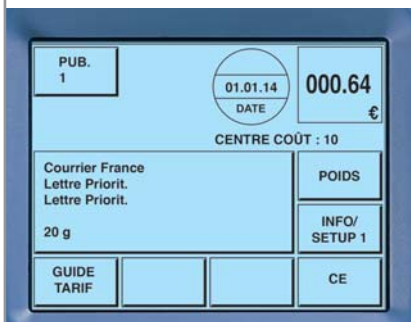 PUB.
1
01.01.14
DATE
000.64
€
CENTRE COÛT : 10
Courrier France
Lettre Priorit.
Lettre Priorit.
20 g
POIDS
INFO/
SETUP 1
GUIDE
TARIF
CE